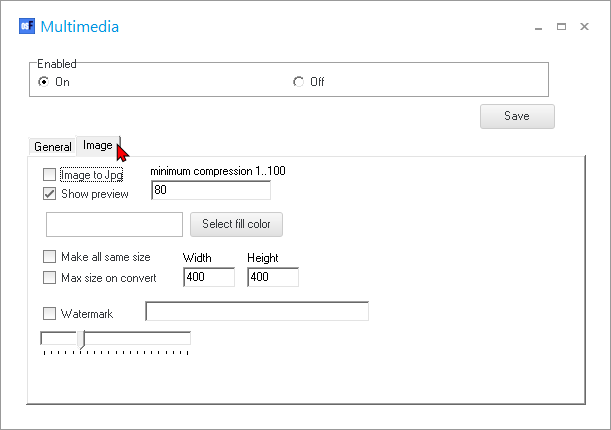 Multimedia
Enabled
On Off
Save
General Image
Image to Jpg minimum compression 1..100
Show preview 80
Select fill color
Make all same size Width Height
Max size on convert 400 400
Watermark